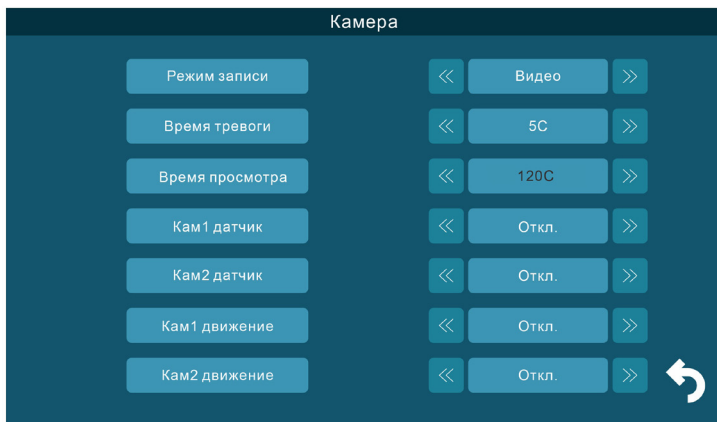 Камера
Режим записи << Видео >>
Время тревоги << 5С >>
Время просмотра << 120С >>
Кам1 датчик << Откл. >>
Кам2 датчик << Откл. >>
Кам1 движение << Откл. >>
Кам2 движение << Откл. >>